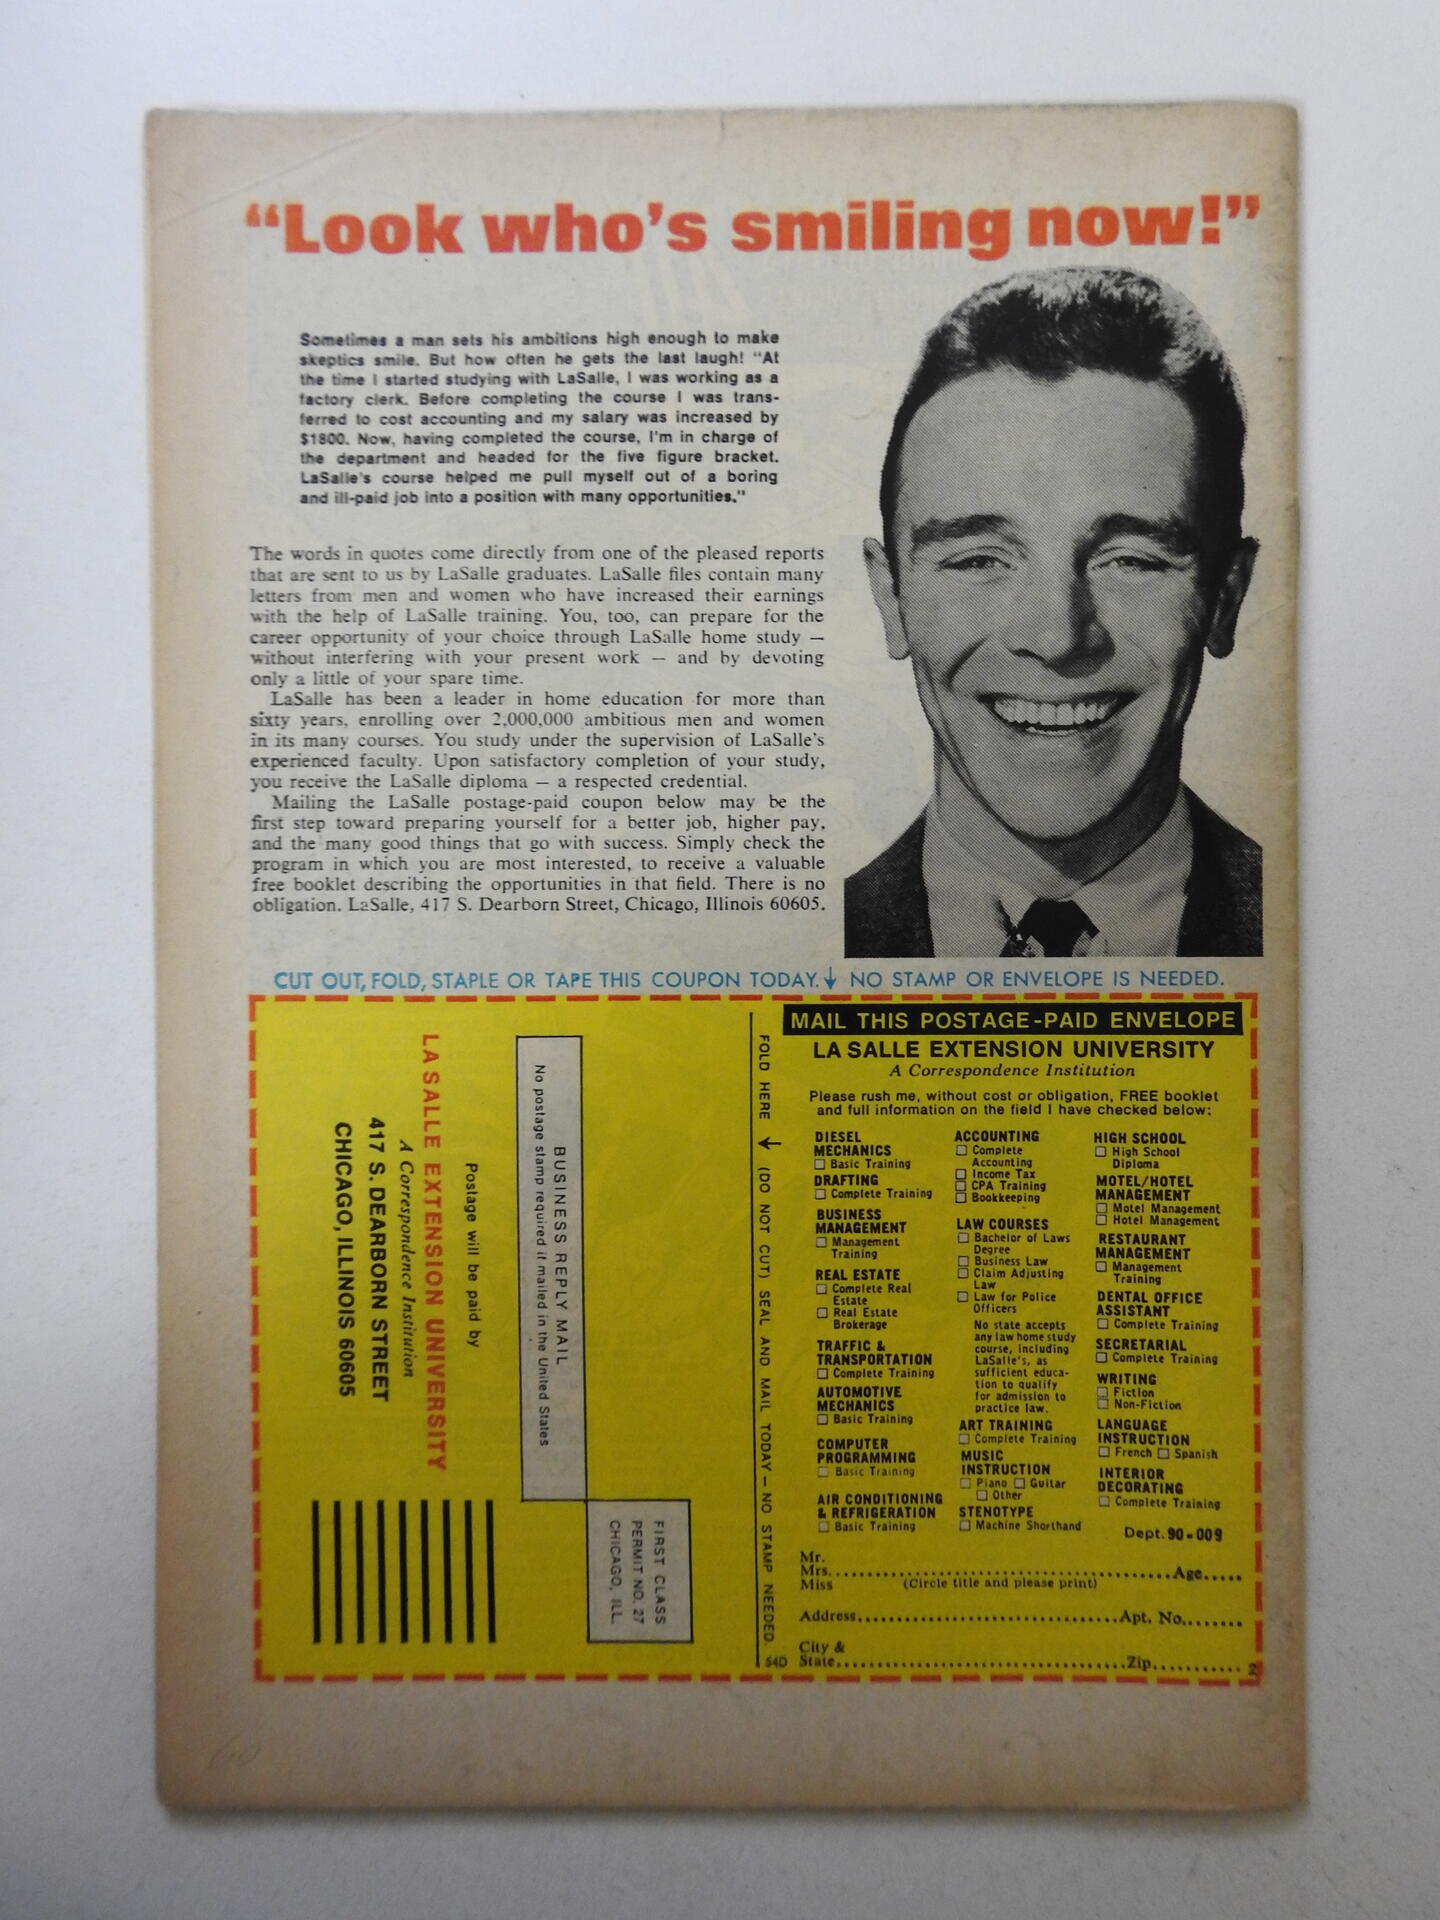 “Look who’s smiling now!”
Sometimes a man sets his ambitions high enough to make
skeptics smile. But how often he gets the last laugh! “At
the time I started studying with LaSalle, I was working as a
factory clerk. Before completing the course I was trans-
ferred to cost accounting and my salary was increased by
$1800. Now, having completed the course, I’m in charge of
the department and headed for the five figure bracket.
LaSalle’s course helped me pull myself out of a boring
and ill-paid job into a position with many opportunities.”
The words in quotes come directly from one of the pleased reports
that are sent to us by LaSalle graduates. LaSalle files contain many
letters from men and women who have increased their earnings
with the help of LaSalle training. You, too, can prepare for the
career opportunity of your choice through LaSalle home study —
without interfering with your present work — and by devoting
only a little of your spare time.
LaSalle has been a leader in home education for more than
sixty years, enrolling over 2,000,000 ambitious men and women
in its many courses. You study under the supervision of LaSalle’s
experienced faculty. Upon satisfactory completion of your study,
you receive the LaSalle diploma — a respected credential.
Mailing the LaSalle postage-paid coupon below may be the
first step toward preparing yourself for a better job, higher pay,
and the many good things that go with success. Simply check the
program in which you are most interested, to receive a valuable
free booklet describing the opportunities in that field. There is no
obligation. LaSalle, 417 S. Dearborn Street, Chicago, Illinois 60605.
CUT OUT, FOLD, STAPLE OR TAPE THIS COUPON TODAY.↓ NO STAMP OR ENVELOPE IS NEEDED.
FIRST CLASS
PERMIT NO. 27
CHICAGO, ILL.
BUSINESS REPLY MAIL
No postage stamp required if mailed in the United States
Postage will be paid by
LA SALLE EXTENSION UNIVERSITY
A Correspondence Institution
417 S. DEARBORN STREET
CHICAGO, ILLINOIS 60605
FOLD HERE ↓ (DO NOT CUT) SEAL AND MAIL TODAY — NO STAMP NEEDED.
54D
MAIL THIS POSTAGE-PAID ENVELOPE
LA SALLE EXTENSION UNIVERSITY
A Correspondence Institution
Please rush me, without cost or obligation, FREE booklet
and full information on the field I have checked below:
DIESEL
MECHANICS
☐ Basic Training
DRAFTING
☐ Complete Training
BUSINESS
MANAGEMENT
☐ Management
Training
REAL ESTATE
☐ Complete Real
Estate
☐ Real Estate
Brokerage
TRAFFIC &
TRANSPORTATION
☐ Complete Training
AUTOMOTIVE
MECHANICS
☐ Basic Training
COMPUTER
PROGRAMMING
☐ Basic Training
AIR CONDITIONING
& REFRIGERATION
☐ Basic Training
ACCOUNTING
☐ Complete
Accounting
☐ Income Tax
☐ CPA Training
☐ Bookkeeping
LAW COURSES
☐ Bachelor of Laws
Degree
☐ Business Law
☐ Claim Adjusting
Law
☐ Law for Police
Officers
No state accepts
any law home study
course, including
LaSalle’s, as
sufficient educa-
tion to qualify
for admission to
practice law.
ART TRAINING
☐ Complete Training
MUSIC
INSTRUCTION
☐ Piano ☐ Guitar
☐ Other
STENOTYPE
☐ Machine Shorthand
HIGH SCHOOL
☐ High School
Diploma
MOTEL/HOTEL
MANAGEMENT
☐ Motel Management
☐ Hotel Management
RESTAURANT
MANAGEMENT
☐ Management
Training
DENTAL OFFICE
ASSISTANT
☐ Complete Training
SECRETARIAL
☐ Complete Training
WRITING
☐ Fiction
☐ Non-Fiction
LANGUAGE
INSTRUCTION
☐ French ☐ Spanish
INTERIOR
DECORATING
☐ Complete Training
Dept. 90-009
Mr.
Mrs..........................................Age.....
Miss (Circle title and please print)
Address...................................Apt. No........
City &
State.......................................Zip........... 2